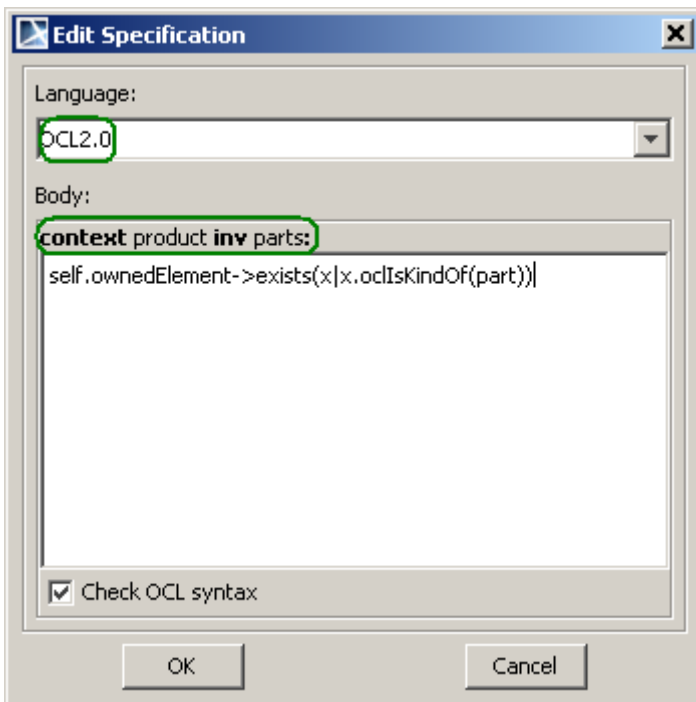 Edit Specification
Language:
OCL2.0
Body:
context product inv parts:
self.ownedElement->exists(x|x.oclIsKindOf(part))
Check OCL syntax
OK Cancel